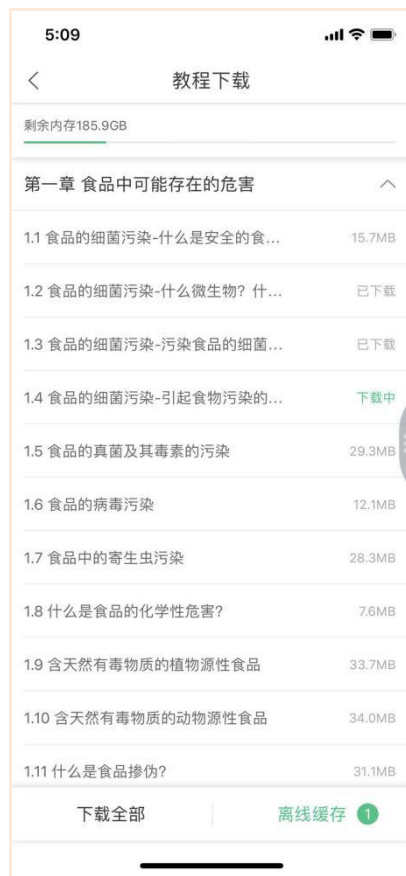 5:09
教程下载
剩余内存185.9GB
第一章 食品中可能存在的危害
1.1 食品的细菌污染-什么是安全的食... 15.7MB
1.2 食品的细菌污染-什么微生物？什... 已下载
1.3 食品的细菌污染-污染食品的细菌... 已下载
1.4 食品的细菌污染-引起食物污染的... 下载中
1.5 食品的真菌及其毒素的污染 29.3MB
1.6 食品的病毒污染 12.1MB
1.7 食品中的寄生虫污染 28.3MB
1.8 什么是食品的化学性危害? 7.6MB
1.9 含天然有毒物质的植物源性食品 33.7MB
1.10 含天然有毒物质的动物源性食品 34.0MB
1.11 什么是食品掺伪? 31.1MB
下载全部 离线缓存 1